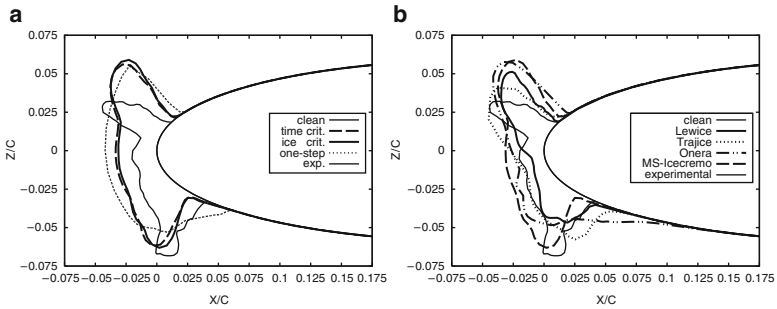 a
0.075
0.05
0.025
0
−0.025
−0.05
−0.075
Z/C
clean
time crit.
ice crit.
one-step
exp.
−0.075 −0.05 −0.025 0 0.025 0.05 0.075 0.1 0.125 0.15 0.175
X/C
b
0.075
0.05
0.025
0
−0.025
−0.05
−0.075
Z/C
clean
Lewice
Trajice
Onera
MS-Icecremo
experimental
−0.075 −0.05 −0.025 0 0.025 0.05 0.075 0.1 0.125 0.15 0.175
X/C